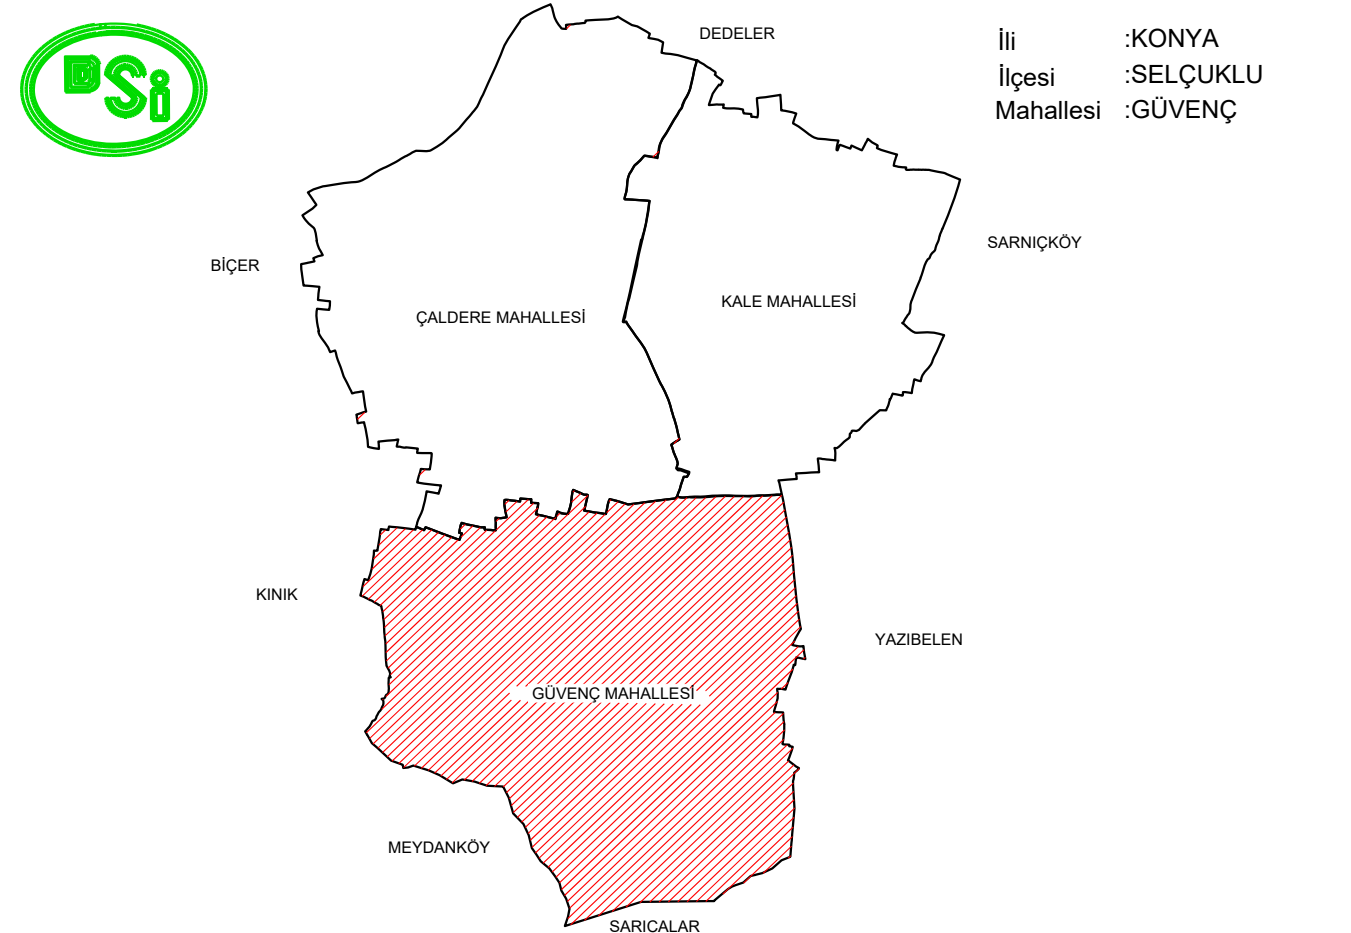 DSi
DEDELER
İli :KONYA
İlçesi :SELÇUKLU
Mahallesi :GÜVENÇ
SARNIÇKÖY
BİÇER
KALE MAHALLESİ
ÇALDERE MAHALLESİ
KINIK
YAZIBELEN
GÜVENÇ MAHALLESİ
MEYDANKÖY
SARICALAR